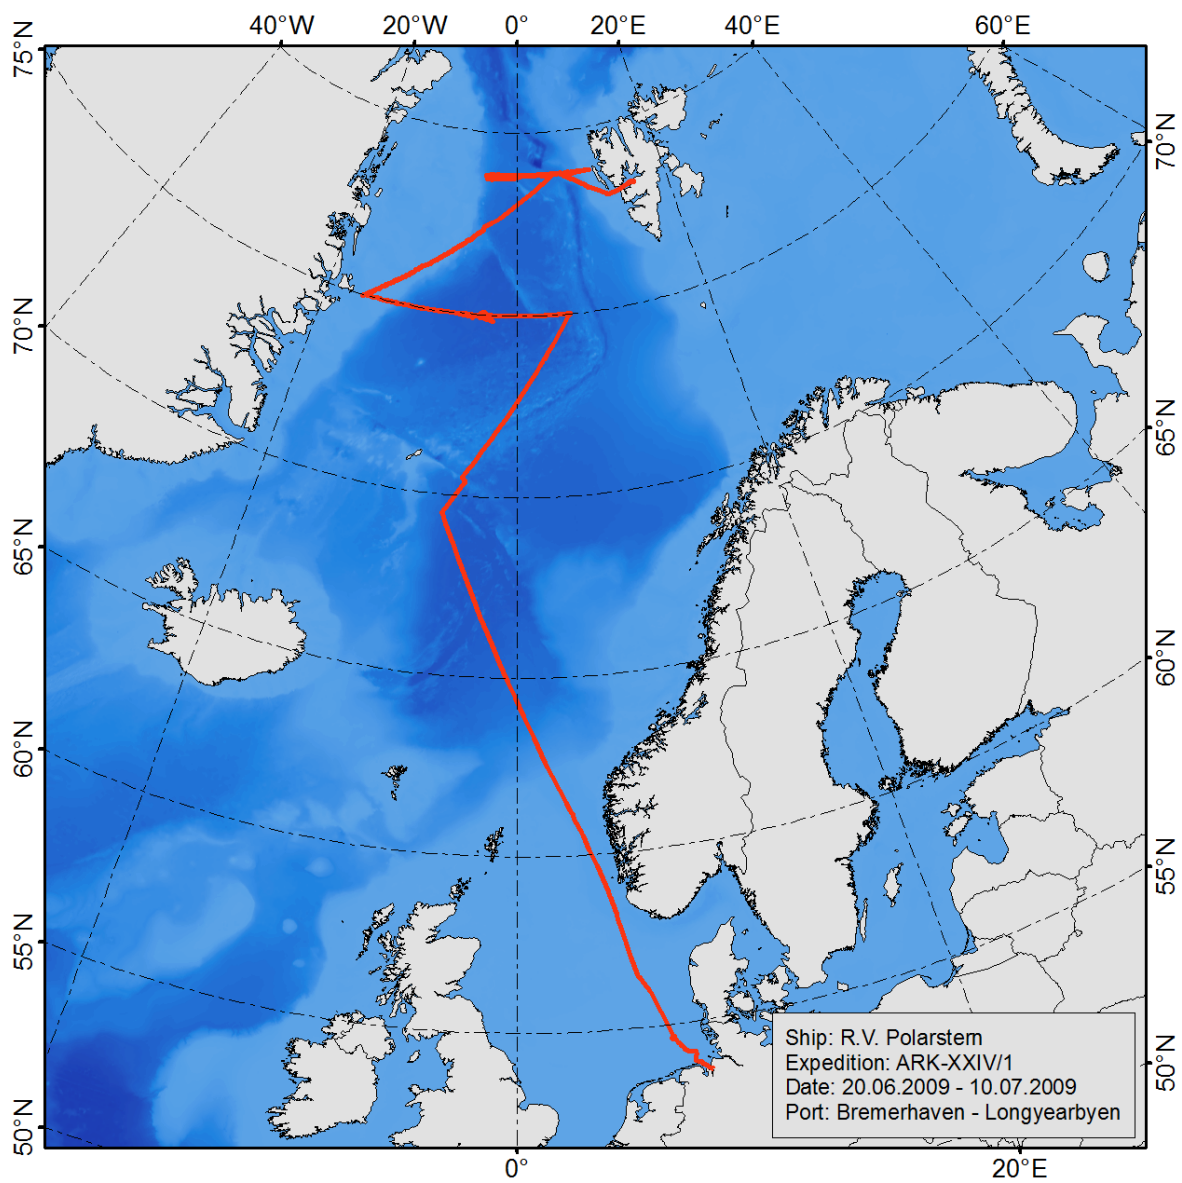 40°W 20°W 0° 20°E 40°E 60°E
75°N
70°N
70°N
65°N
65°N
60°N
60°N
55°N
55°N
50°N
50°N
Ship: R.V. Polarstern
Expedition: ARK-XXIV/1
Date: 20.06.2009 - 10.07.2009
Port: Bremerhaven - Longyearbyen
0° 20°E